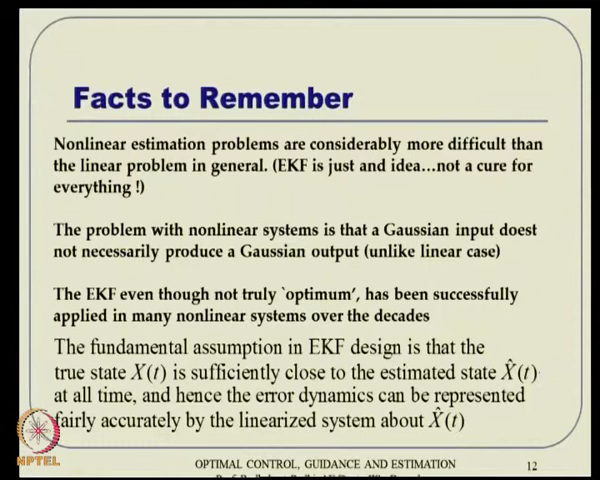 Facts to Remember
Nonlinear estimation problems are considerably more difficult than
the linear problem in general. (EKF is just and idea...not a cure for
everything !)
The problem with nonlinear systems is that a Gaussian input doest
not necessarily produce a Gaussian output (unlike linear case)
The EKF even though not truly `optimum', has been successfully
applied in many nonlinear systems over the decades
The fundamental assumption in EKF design is that the
true state X(t) is sufficiently close to the estimated state X̂(t)
at all time, and hence the error dynamics can be represented
fairly accurately by the linearized system about X̂(t)
NPTEL
OPTIMAL CONTROL, GUIDANCE AND ESTIMATION 12